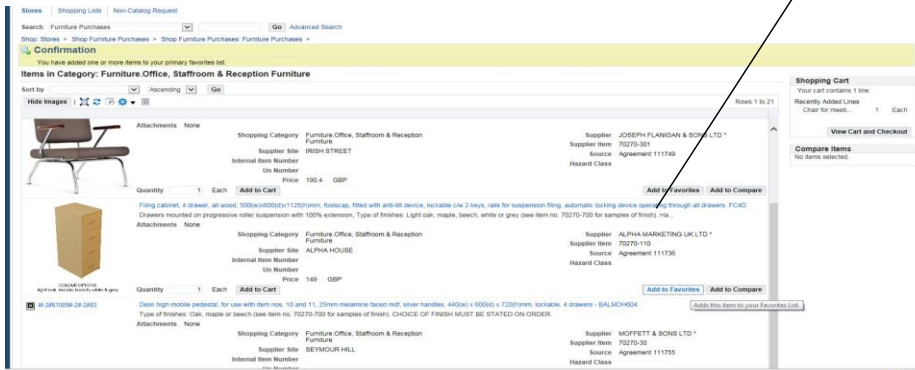 Stores Shopping Lists Non-Catalog Request
Search Furniture Purchases Go Advanced Search
Shop: Stores > Shop Furniture Purchases > Shop Furniture Purchases: Furniture Purchases >
Confirmation
You have added one or more items to your primary favorites list.
Items in Category: Furniture.Office, Staffroom & Reception Furniture
Sort by Ascending Go
Hide Images Rows 1 to 21
Attachments None
Shopping Category Furniture.Office, Staffroom & Reception Furniture
Supplier Site IRISH STREET
Internal Item Number
Un Number
Price 190.4 GBP
Supplier JOSEPH FLANIGAN & SONS LTD *
Supplier Item 70270-301
Source Agreement 111749
Hazard Class
Quantity 1 Each Add to Cart Add to Favorites Add to Compare
Filing cabinet, 4 drawer, all wood, 500(w)x600(d)x1125(h)mm, foolscap, fitted with anti-tilt device, lockable c/w 2 keys, rails for suspension filing, automatic locking device operating through all drawers. FC4D
Drawers mounted on progressive roller suspension with 100% extension, Type of finishes: Light oak, maple, beech, white or grey (see item no. 70270-700 for samples of finish). Ha...
Attachments None
Shopping Category Furniture.Office, Staffroom & Reception Furniture
Supplier Site ALPHA HOUSE
Internal Item Number
Un Number
Price 149 GBP
Supplier ALPHA MARKETING UK LTD *
Supplier Item 70270-110
Source Agreement 111736
Hazard Class
COLOUR OPTIONS
light oak, maple, beech, white & grey
Quantity 1 Each Add to Cart Add to Favorites Add to Compare
Adds this item to your Favorites List.
Desk high mobile pedestal, for use with item nos. 10 and 11, 25mm melamine faced mdf, silver handles, 440(w) x 600(d) x 720(h)mm, lockable. 4 drawers - BALMDH604
Type of finishes: Oak, maple or beech (see item no. 70270-700 for samples of finish). CHOICE OF FINISH MUST BE STATED ON ORDER.
Attachments None
Shopping Category Furniture.Office, Staffroom & Reception Furniture
Supplier Site SEYMOUR HILL
Internal Item Number
Supplier MOFFETT & SONS LTD *
Supplier Item 70270-30
Source Agreement 111755
Hazard Class
Shopping Cart
Your cart contains 1 line.
Recently Added Lines
Chair for meeti... 1 Each
View Cart and Checkout
Compare Items
No items selected.